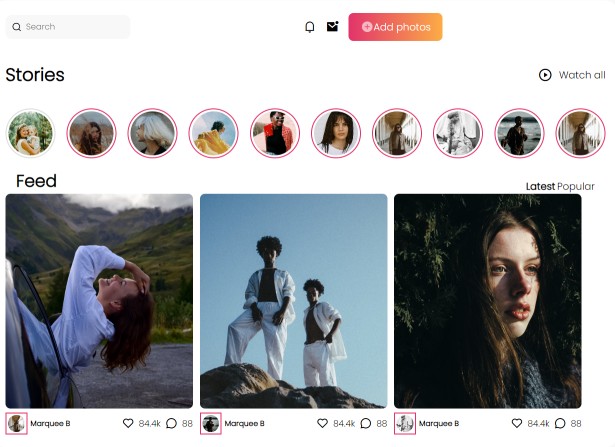 Search
Add photos
Stories
Watch all
Feed
Latest Popular
Marquee B 84.4k 88
Marquee B 84.4k 88
Marquee B 84.4k 88